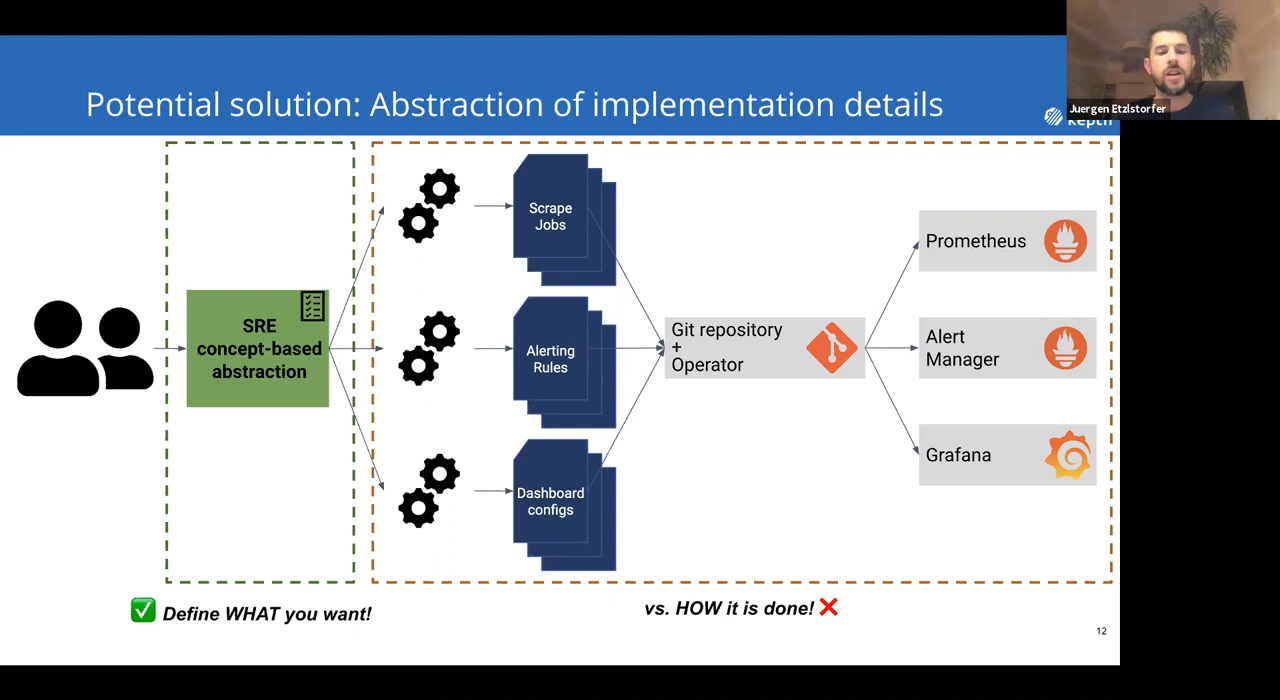 Potential solution: Abstraction of implementation details
Juergen Etzlstorfer
keptn
SRE
concept-based
abstraction
Scrape
Jobs
Alerting
Rules
Dashboard
configs
Git repository
+
Operator
Prometheus
Alert
Manager
Grafana
Define WHAT you want!
vs. HOW it is done!
12